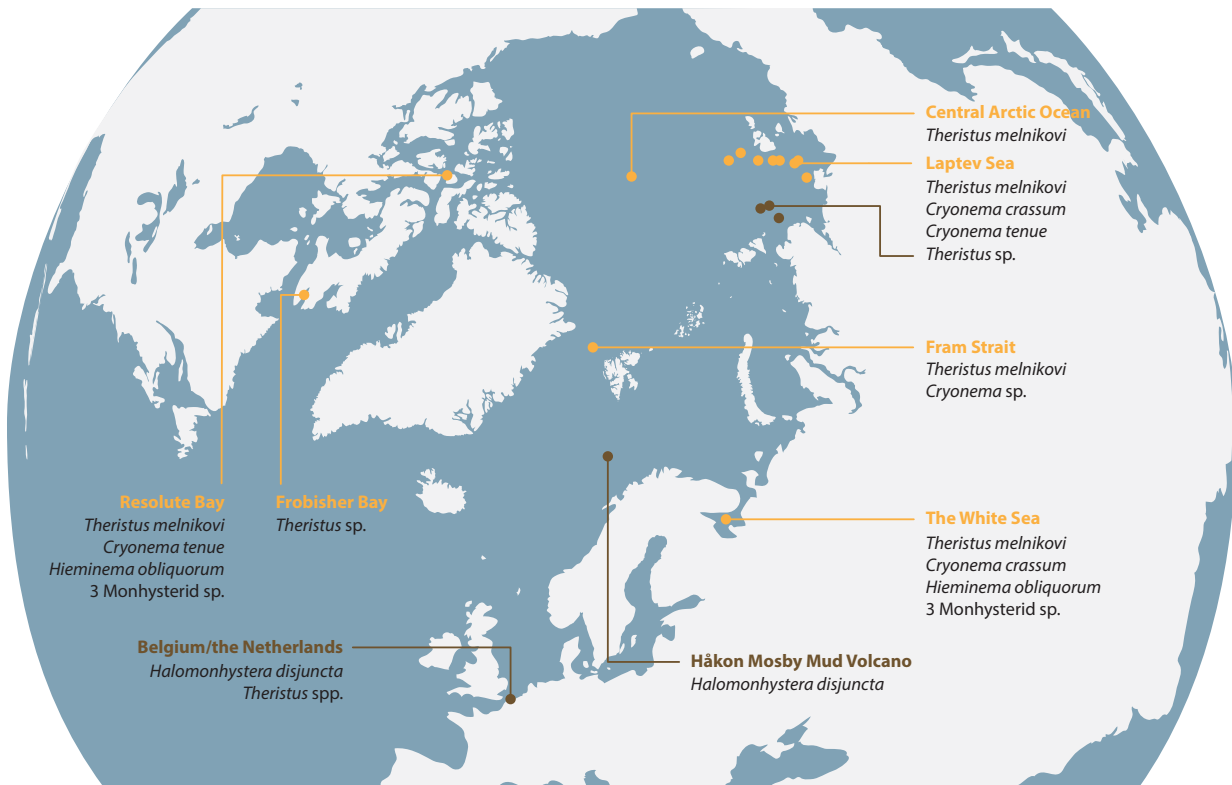 Central Arctic Ocean
Theristus melnikovi
Laptev Sea
Theristus melnikovi
Cryonema crassum
Cryonema tenue
Theristus sp.
Fram Strait
Theristus melnikovi
Cryonema sp.
Resolute Bay
Theristus melnikovi
Cryonema tenue
Hieminema obliquorum
3 Monhysterid sp.
Frobisher Bay
Theristus sp.
The White Sea
Theristus melnikovi
Cryonema crassum
Hieminema obliquorum
3 Monhysterid sp.
Belgium/the Netherlands
Halomonhystera disjuncta
Theristus spp.
Håkon Mosby Mud Volcano
Halomonhystera disjuncta